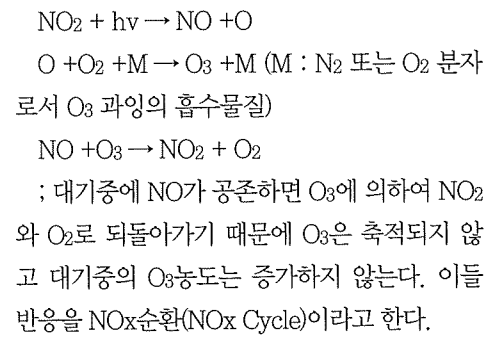 NO₂ + hv → NO +O
O +O₂ +M → O₃ +M (M : N₂ 또는 O₂ 분자
로서 O₃ 과잉의 흡수물질)
NO +O₃ → NO₂ + O₂
; 대기중에 NO가 공존하면 O₃에 의하여 NO₂
와 O₂로 되돌아가기 때문에 O₃은 축적되지 않
고 대기중의 O₃농도는 증가하지 않는다. 이들
반응을 NOx순환(NOx Cycle)이라고 한다.